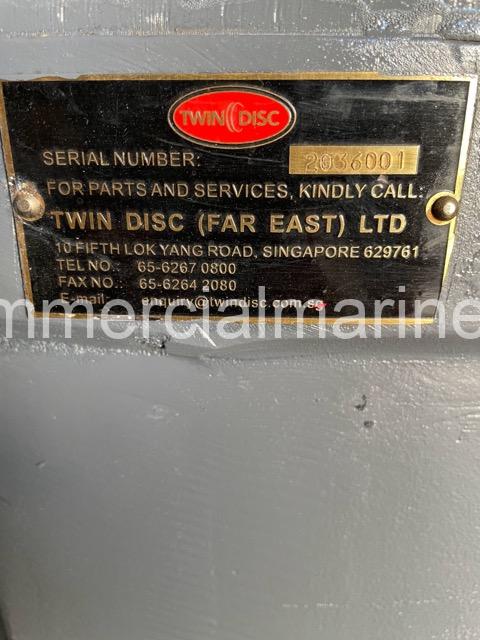 TWIN DISC
SERIAL NUMBER: 2036001
FOR PARTS AND SERVICES, KINDLY CALL:
TWIN DISC (FAR EAST) LTD
10 FIFTH LOK YANG ROAD, SINGAPORE 629761
TEL NO.: 65-6267 0800
FAX NO.: 65-6264 2080
E-mail: enquiry@twindisc.com.sg
mmercialmarine